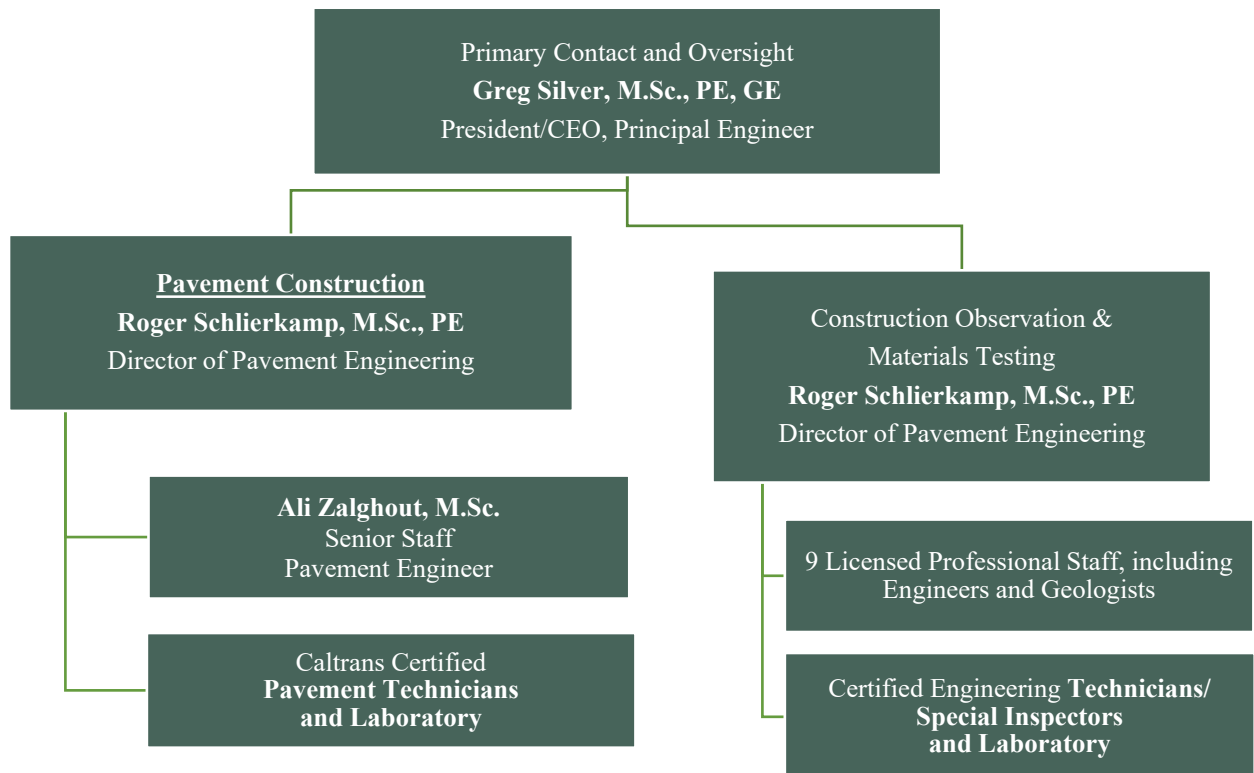 Primary Contact and Oversight
Greg Silver, M.Sc., PE, GE
President/CEO, Principal Engineer
Pavement Construction
Roger Schlierkamp, M.Sc., PE
Director of Pavement Engineering
Ali Zalghout, M.Sc.
Senior Staff
Pavement Engineer
Caltrans Certified
Pavement Technicians
and Laboratory
Construction Observation &
Materials Testing
Roger Schlierkamp, M.Sc., PE
Director of Pavement Engineering
9 Licensed Professional Staff, including
Engineers and Geologists
Certified Engineering Technicians/
Special Inspectors
and Laboratory